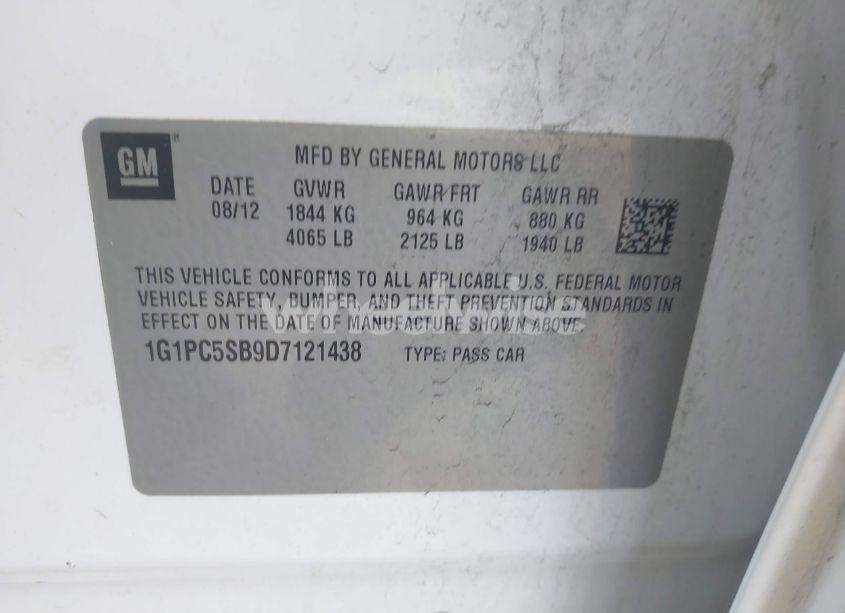 GM
MFD BY GENERAL MOTORS LLC
DATE GVWR GAWR FRT GAWR RR
08/12 1844 KG 964 KG 880 KG
4065 LB 2125 LB 1940 LB
THIS VEHICLE CONFORMS TO ALL APPLICABLE U.S. FEDERAL MOTOR
VEHICLE SAFETY, BUMPER, AND THEFT PREVENTION STANDARDS IN
EFFECT ON THE DATE OF MANUFACTURE SHOWN ABOVE.
1G1PC5SB9D7121438 TYPE: PASS CAR